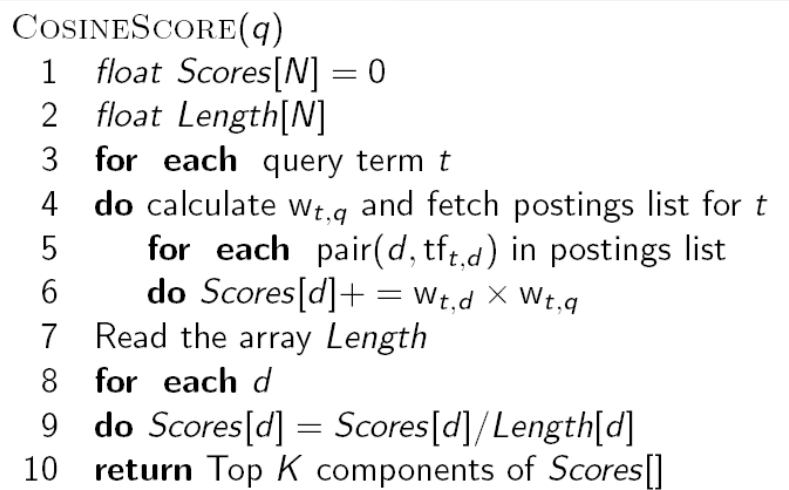 COSINESCORE(q)
1 float Scores[N] = 0
2 float Length[N]
3 for each query term t
4 do calculate w_{t,q} and fetch postings list for t
5 for each pair(d, tf_{t,d}) in postings list
6 do Scores[d]+ = w_{t,d} × w_{t,q}
7 Read the array Length
8 for each d
9 do Scores[d] = Scores[d]/Length[d]
10 return Top K components of Scores[]